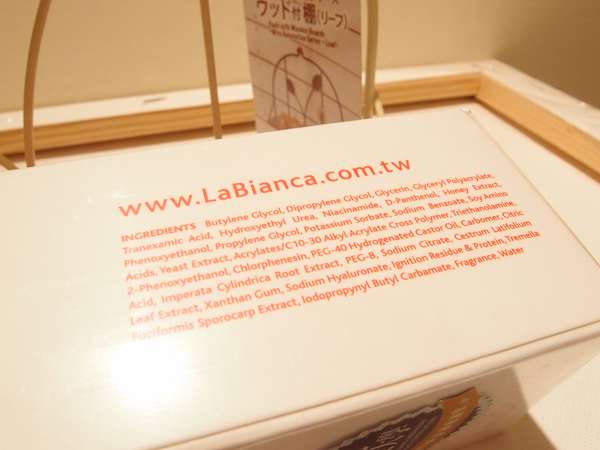 ウッド付棚(リーフ)
www.LaBianca.com.tw
INGREDIENTS Butylene Glycol, Dipropylene Glycol, Glycerin, Glyceryl Polyacrylate,
Tranexamic Acid, Hydroxyethyl Urea, Niacinamide, D-Panthenol, Honey Extract,
Phenoxyethanol, Propylene Glycol, Potassium Sorbate, Sodium Benzoate, Soy Amino
Acids, Yeast Extract, Acrylates/C10-30 Alkyl Acrylate Cross Polymer, Triethanolamine,
2-Phenoxyethanol, Chlorphenesin, PEG-40 Hydrogenated Castor Oil, Carbomer, Citric
Acid, Imperata Cylindrica Root Extract, PEG-8, Sodium Citrate, Cestrum Latifolium
Leaf Extract, Xanthan Gum, Sodium Hyaluronate, Ignition Residue & Protein, Tremella
Fuciformis Sporocarp Extract, Iodopropynyl Butyl Carbamate, Fragrance, Water